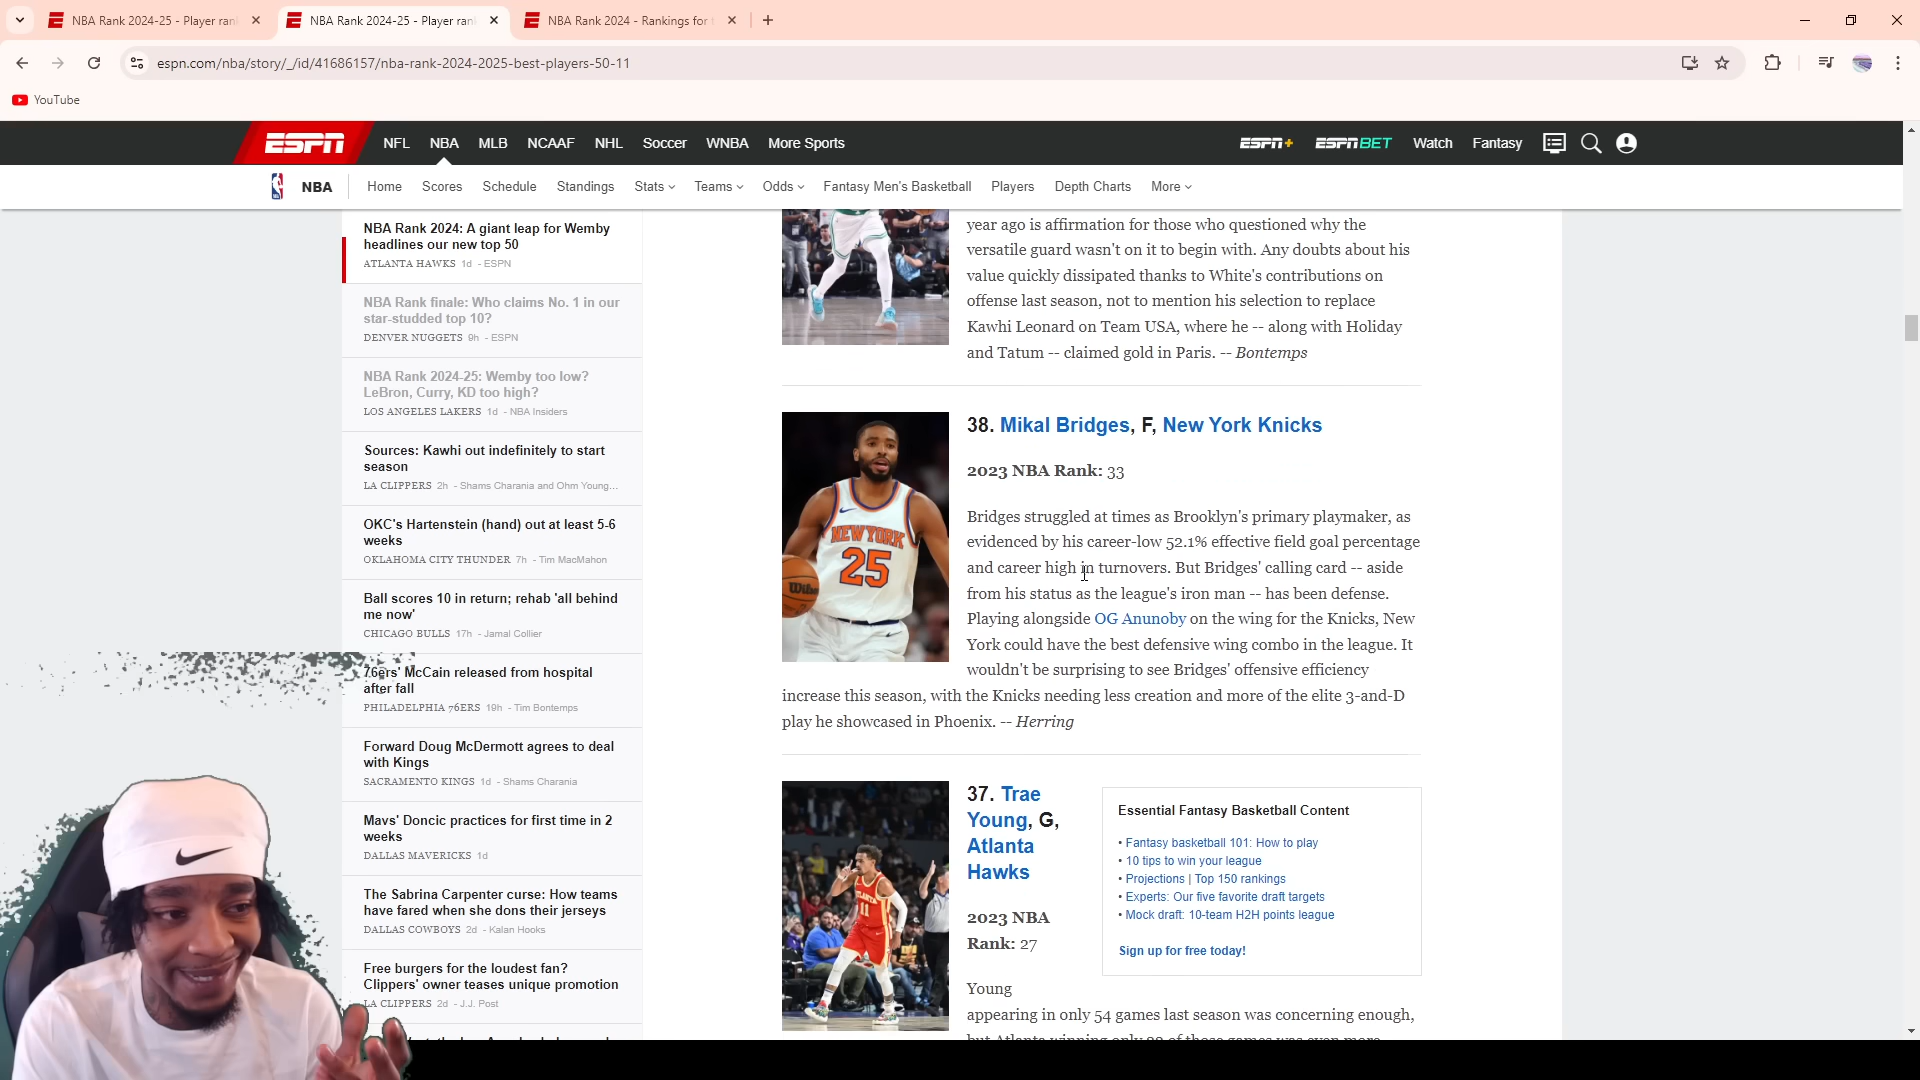 NBA Rank 2024-25 - Player ran
NBA Rank 2024-25 - Player ran
NBA Rank 2024 - Rankings for t
espn.com/nba/story/_/id/41686157/nba-rank-2024-2025-best-players-50-11
YouTube
ESPN NFL NBA MLB NCAAF NHL Soccer WNBA More Sports ESPN+ ESPN BET Watch Fantasy
NBA Home Scores Schedule Standings Stats Teams Odds Fantasy Men's Basketball Players Depth Charts More
NBA Rank 2024: A giant leap for Wemby
headlines our new top 50
ATLANTA HAWKS 1d - ESPN
NBA Rank finale: Who claims No. 1 in our
star-studded top 10?
DENVER NUGGETS 9h - ESPN
NBA Rank 2024-25: Wemby too low?
LeBron, Curry, KD too high?
LOS ANGELES LAKERS 1d - NBA Insiders
Sources: Kawhi out indefinitely to start
season
LA CLIPPERS 2h - Shams Charania and Ohm Young...
OKC's Hartenstein (hand) out at least 5-6
weeks
OKLAHOMA CITY THUNDER 7h - Tim MacMahon
Ball scores 10 in return; rehab 'all behind
me now'
CHICAGO BULLS 17h - Jamal Collier
76ers' McCain released from hospital
after fall
PHILADELPHIA 76ERS 19h - Tim Bontemps
Forward Doug McDermott agrees to deal
with Kings
SACRAMENTO KINGS 1d - Shams Charania
Mavs' Doncic practices for first time in 2
weeks
DALLAS MAVERICKS 1d
The Sabrina Carpenter curse: How teams
have fared when she dons their jerseys
DALLAS COWBOYS 2d - Kalan Hooks
Free burgers for the loudest fan?
Clippers' owner teases unique promotion
LA CLIPPERS 2d - J.J. Post
year ago is affirmation for those who questioned why the
versatile guard wasn't on it to begin with. Any doubts about his
value quickly dissipated thanks to White's contributions on
offense last season, not to mention his selection to replace
Kawhi Leonard on Team USA, where he -- along with Holiday
and Tatum -- claimed gold in Paris. -- Bontemps
38. Mikal Bridges, F, New York Knicks
2023 NBA Rank: 33
Bridges struggled at times as Brooklyn's primary playmaker, as
evidenced by his career-low 52.1% effective field goal percentage
and career high in turnovers. But Bridges' calling card -- aside
from his status as the league's iron man -- has been defense.
Playing alongside OG Anunoby on the wing for the Knicks, New
York could have the best defensive wing combo in the league. It
wouldn't be surprising to see Bridges' offensive efficiency
increase this season, with the Knicks needing less creation and more of the elite 3-and-D
play he showcased in Phoenix. -- Herring
NEW YORK
25
Wilson
37. Trae
Young, G,
Atlanta
Hawks
2023 NBA
Rank: 27
Young
appearing in only 54 games last season was concerning enough,
ATLANTA
11
Essential Fantasy Basketball Content
• Fantasy basketball 101: How to play
• 10 tips to win your league
• Projections | Top 150 rankings
• Experts: Our five favorite draft targets
• Mock draft: 10-team H2H points league
Sign up for free today!